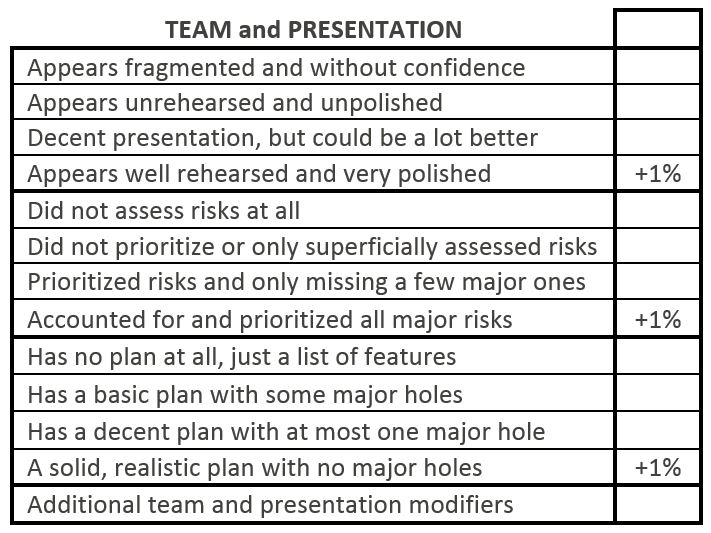 TEAM and PRESENTATION
Appears fragmented and without confidence
Appears unrehearsed and unpolished
Decent presentation, but could be a lot better
Appears well rehearsed and very polished +1%
Did not assess risks at all
Did not prioritize or only superficially assessed risks
Prioritized risks and only missing a few major ones
Accounted for and prioritized all major risks +1%
Has no plan at all, just a list of features
Has a basic plan with some major holes
Has a decent plan with at most one major hole
A solid, realistic plan with no major holes +1%
Additional team and presentation modifiers